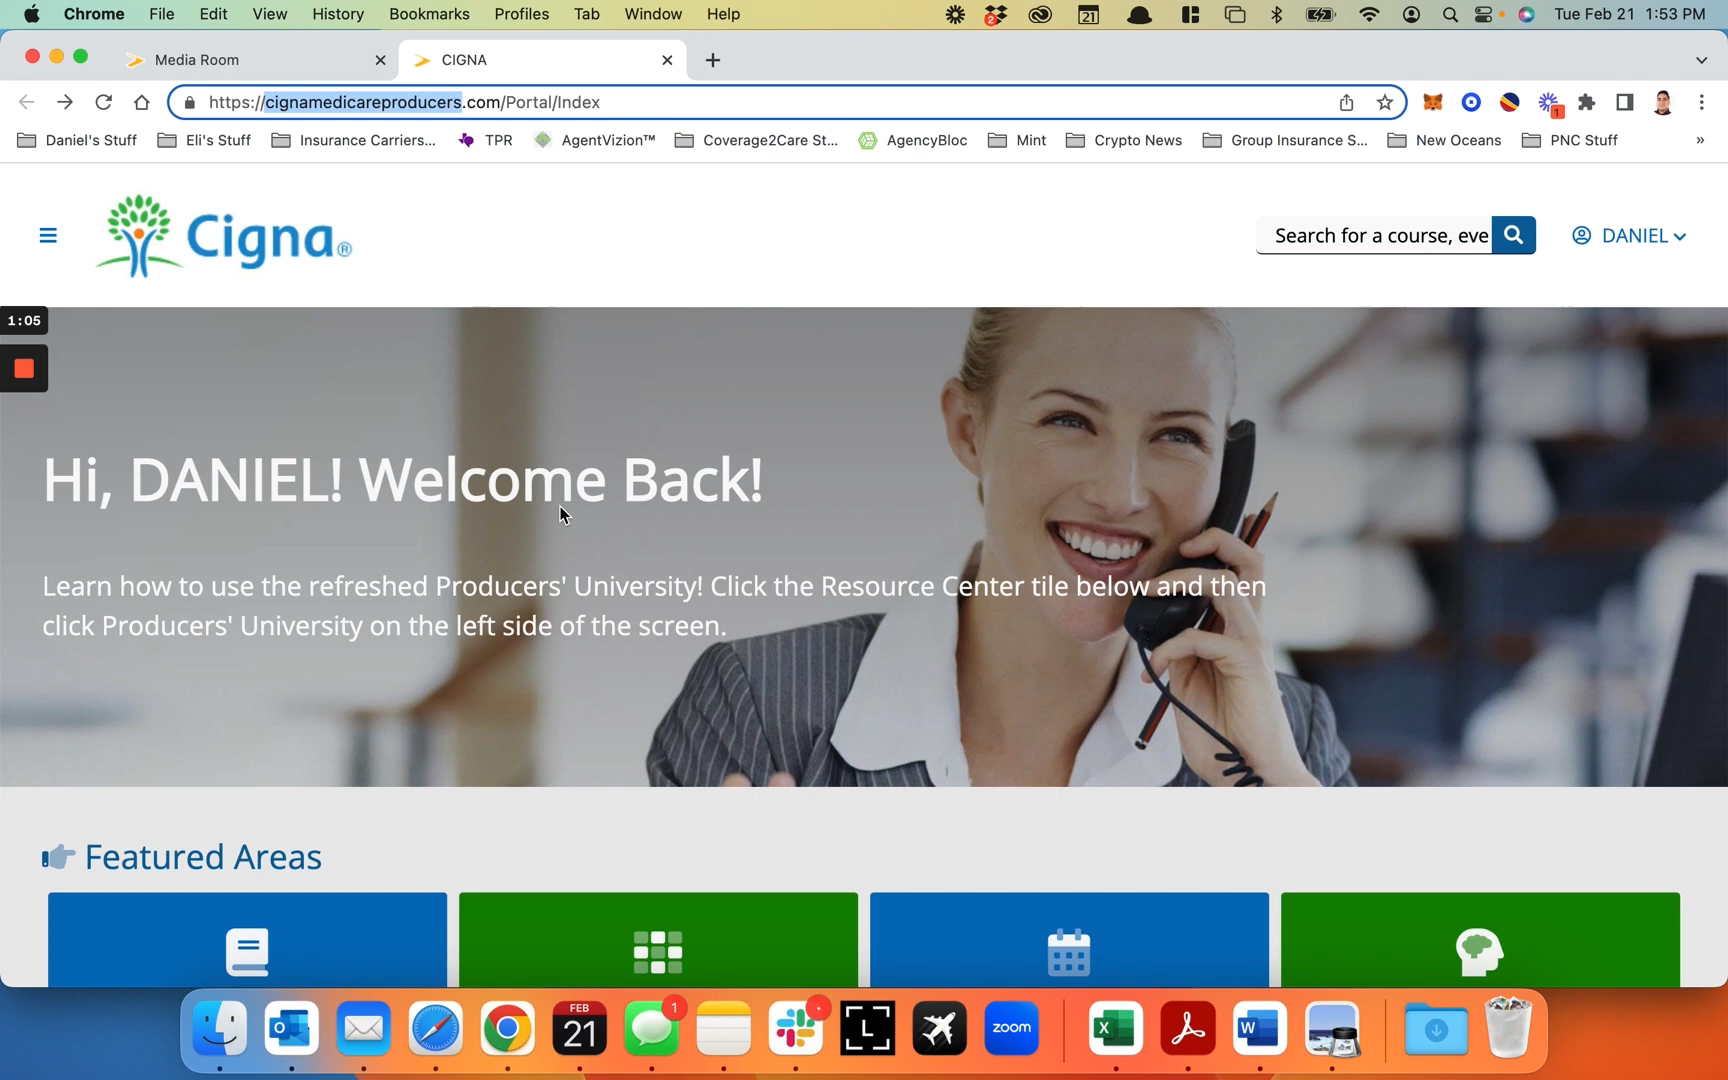 Chrome File Edit View History Bookmarks Profiles Tab Window Help 2 21 Tue Feb 21 1:53 PM
Media Room CIGNA
https://cignamedicareproducers.com/Portal/Index 1
Daniel's Stuff Eli's Stuff Insurance Carriers... TPR AgentVizion™ Coverage2Care St... AgencyBloc Mint Crypto News Group Insurance S... New Oceans PNC Stuff »
Cigna® Search for a course, eve DANIEL
1:05
Hi, DANIEL! Welcome Back!
Learn how to use the refreshed Producers' University! Click the Resource Center tile below and then
click Producers' University on the left side of the screen.
Featured Areas
FEB 1
21 L zoom X W